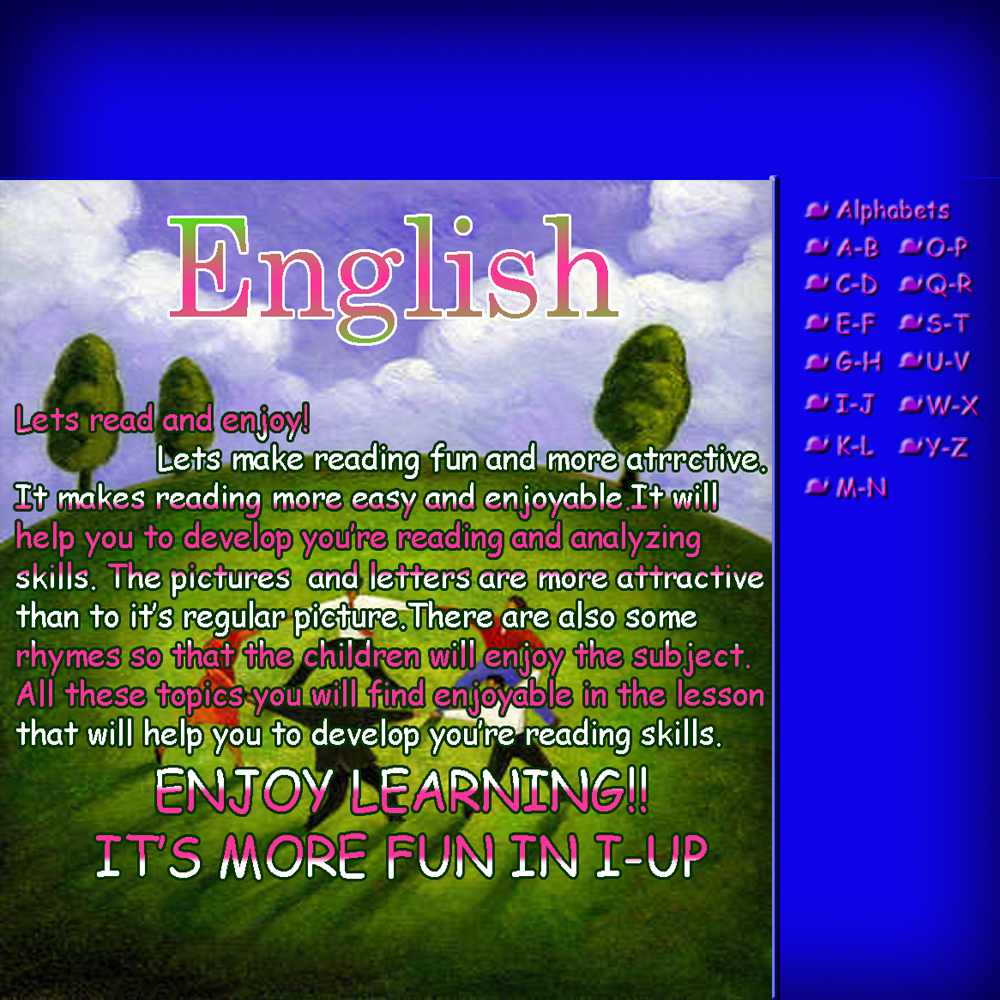 English
Lets read and enjoy!
Lets make reading fun and more atrrctive.
It makes reading more easy and enjoyable.It will
help you to develop you're reading and analyzing
skills. The pictures and letters are more attractive
than to it's regular picture.There are also some
rhymes so that the children will enjoy the subject.
All these topics you will find enjoyable in the lesson
that will help you to develop you're reading skills.
ENJOY LEARNING!!
IT'S MORE FUN IN I-UP
Alphabets
A-B O-P
C-D Q-R
E-F S-T
G-H U-V
I-J W-X
K-L Y-Z
M-N